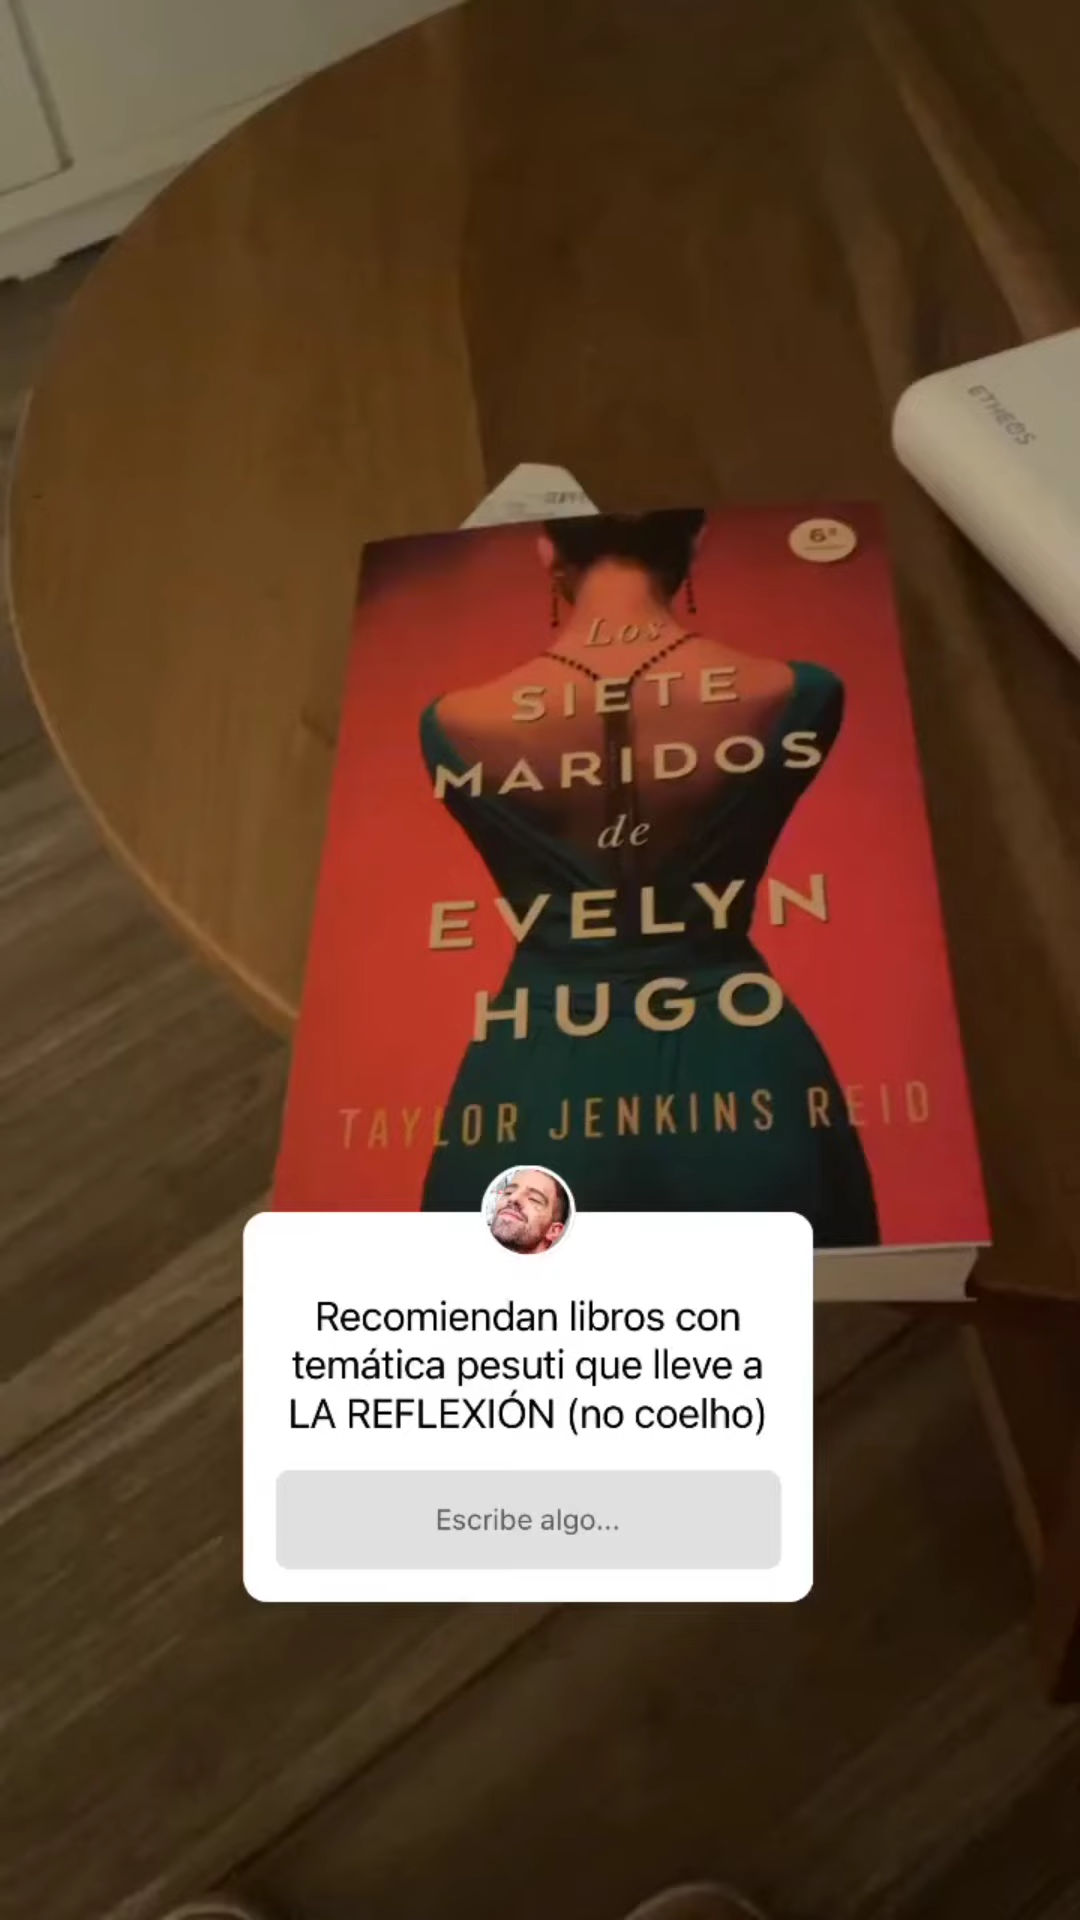 ETHEOS
6ª
Los
SIETE
MARIDOS
de
EVELYN
HUGO
TAYLOR JENKINS REID
Recomiendan libros con
temática pesuti que lleve a
LA REFLEXIÓN (no coelho)
Escribe algo...